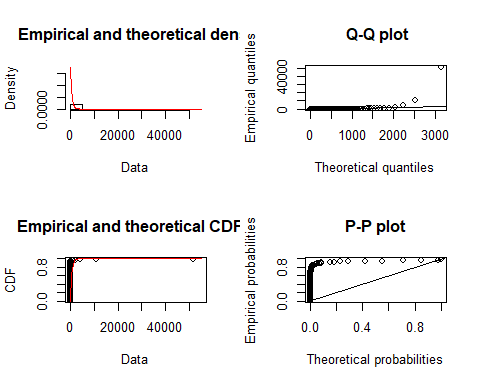 Empirical and theoretical den
Density
0.0000
0 20000 40000
Data
Q-Q plot
Empirical quantiles
0 40000
0 1000 2000 3000
Theoretical quantiles
Empirical and theoretical CDF
CDF
0.0 0.8
0 20000 40000
Data
P-P plot
Empirical probabilities
0.0 0.8
0.0 0.4 0.8
Theoretical probabilities